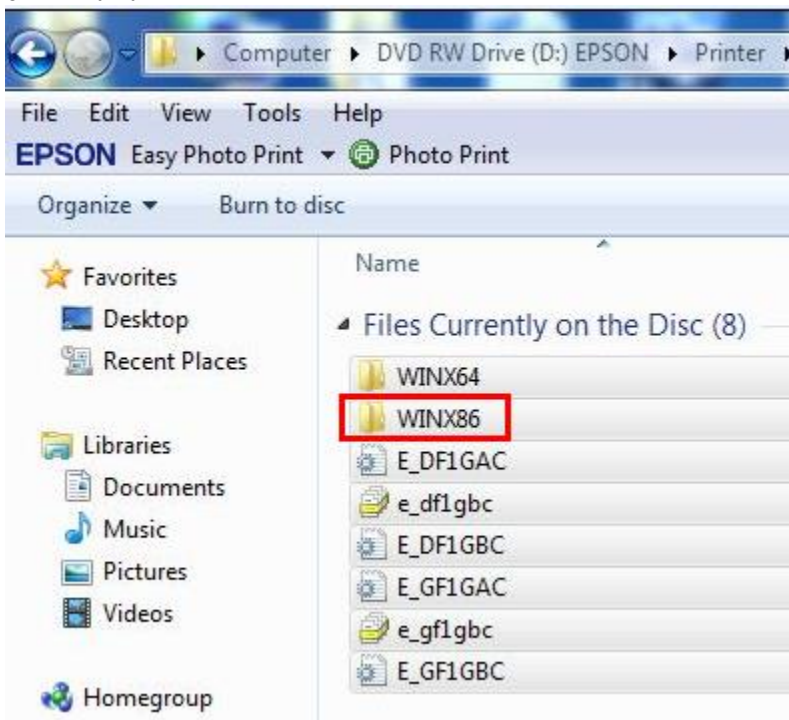 Computer DVD RW Drive (D:) EPSON Printer
File Edit View Tools Help
EPSON Easy Photo Print Photo Print
Organize Burn to disc
Favorites
Desktop
Recent Places
Libraries
Documents
Music
Pictures
Videos
Homegroup
Name
Files Currently on the Disc (8)
WINX64
WINX86
E_DF1GAC
e_df1gbc
E_DF1GBC
E_GF1GAC
e_gf1gbc
E_GF1GBC